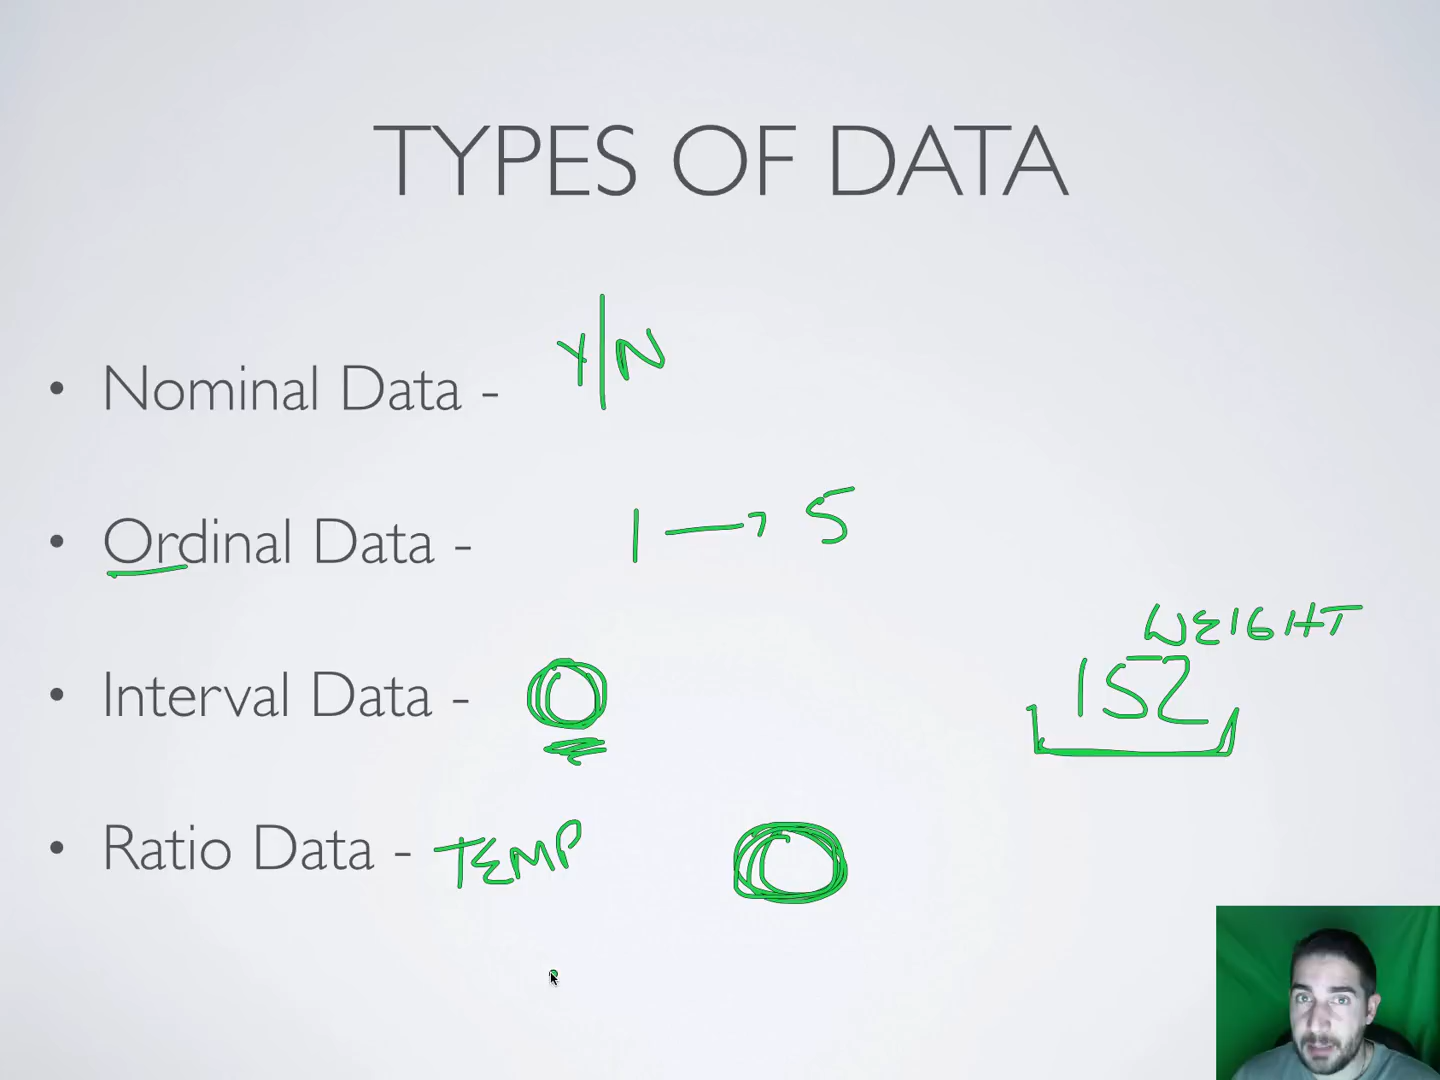 TYPES OF DATA
• Nominal Data - Y/N
• Ordinal Data - 1 → 5
WEIGHT
• Interval Data - 0 152
• Ratio Data - TEMP 0